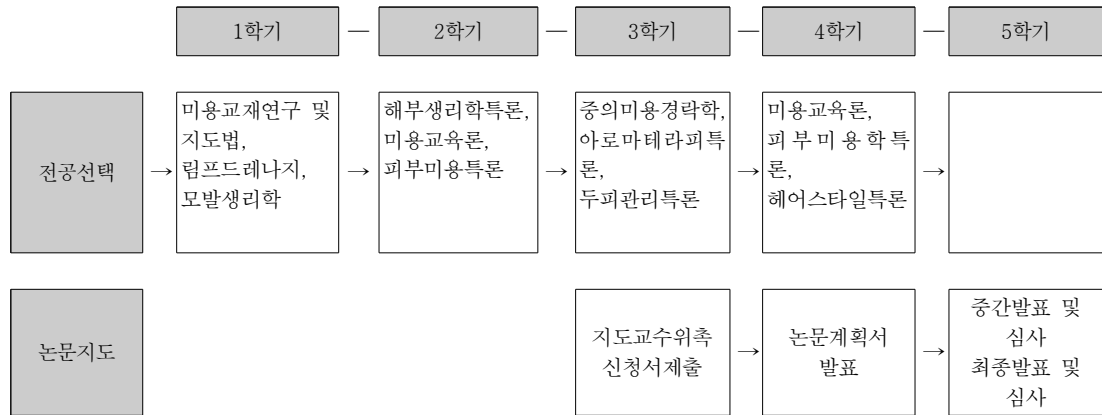 1학기 — 2학기 — 3학기 — 4학기 — 5학기
전공선택
→
미용교재연구 및
지도법,
림프드레나지,
모발생리학
→
해부생리학특론,
미용교육론,
피부미용특론
→
중의미용경락학,
아로마테라피특
론,
두피관리특론
→
미용교육론,
피부미용학특
론,
헤어스타일특론
→
논문지도
지도교수위촉
신청서제출
→
논문계획서
발표
→
중간발표 및
심사
최종발표 및
심사